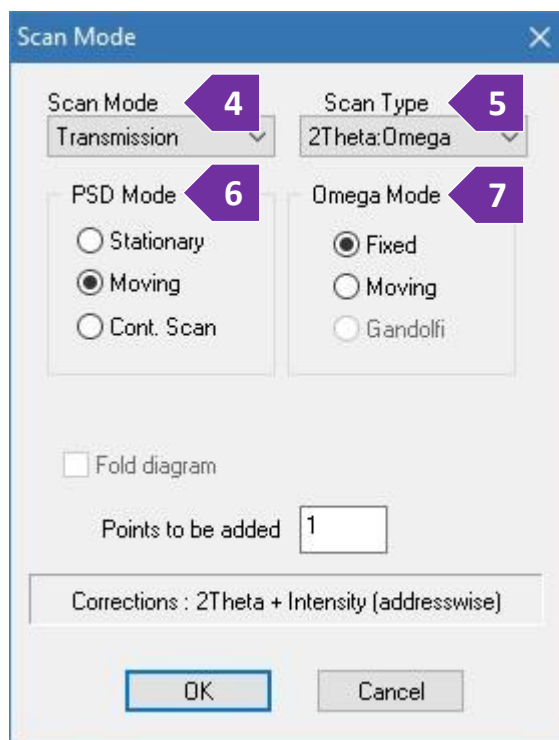 Scan Mode
Scan Mode 4 Scan Type 5
Transmission 2Theta:Omega
PSD Mode 6 Omega Mode 7
Stationary Fixed
Moving Moving
Cont. Scan Gandolfi
Fold diagram
Points to be added 1
Corrections : 2Theta + Intensity (addresswise)
OK Cancel